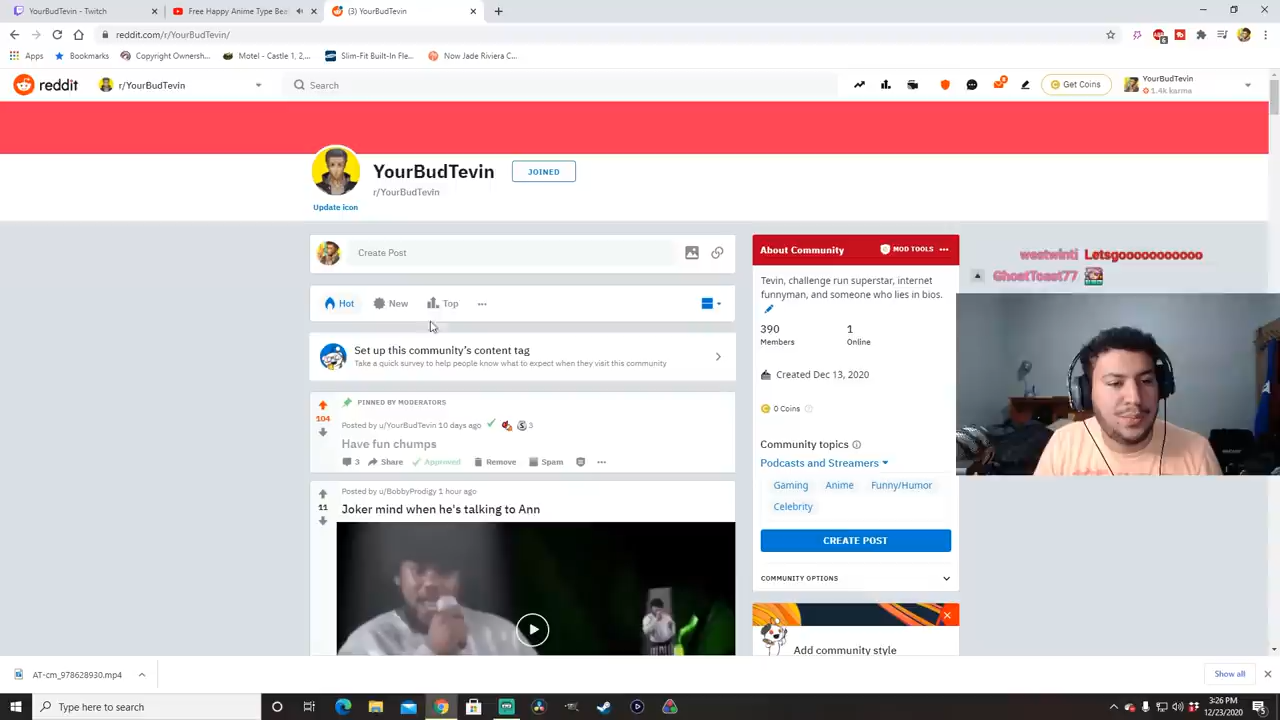 YourBudTevin - Twitch
Free Happy Anime Type Beat
(3) YourBudTevin
reddit.com/r/YourBudTevin/
6
Apps
Bookmarks
Copyright Ownersh...
Motel - Castle 1, 2,...
Slim-Fit Built-In Fle...
Now Jade Riviera C...
reddit
r/YourBudTevin
Search
Get Coins
YourBudTevin
1.4k karma
YourBudTevin
JOINED
r/YourBudTevin
Update icon
Create Post
Hot
New
Top
Set up this community's content tag
Take a quick survey to help people know what to expect when they visit this community
PINNED BY MODERATORS
104
Posted by u/YourBudTevin 10 days ago
3
Have fun chumps
3
Share
Approved
Remove
Spam
Posted by u/BobbyProdigy 1 hour ago
11
Joker mind when he's talking to Ann
About Community
MOD TOOLS
Tevin, challenge run superstar, internet
funnyman, and someone who lies in bios.
390
1
Members
Online
Created Dec 13, 2020
0 Coins
Community topics
Podcasts and Streamers
Gaming
Anime
Funny/Humor
Celebrity
CREATE POST
COMMUNITY OPTIONS
Add community style
westwinti Letsgooooooooooo
GhostToast77
AT-cm_978628930.mp4
Show all
Type here to search
3:26 PM
12/23/2020